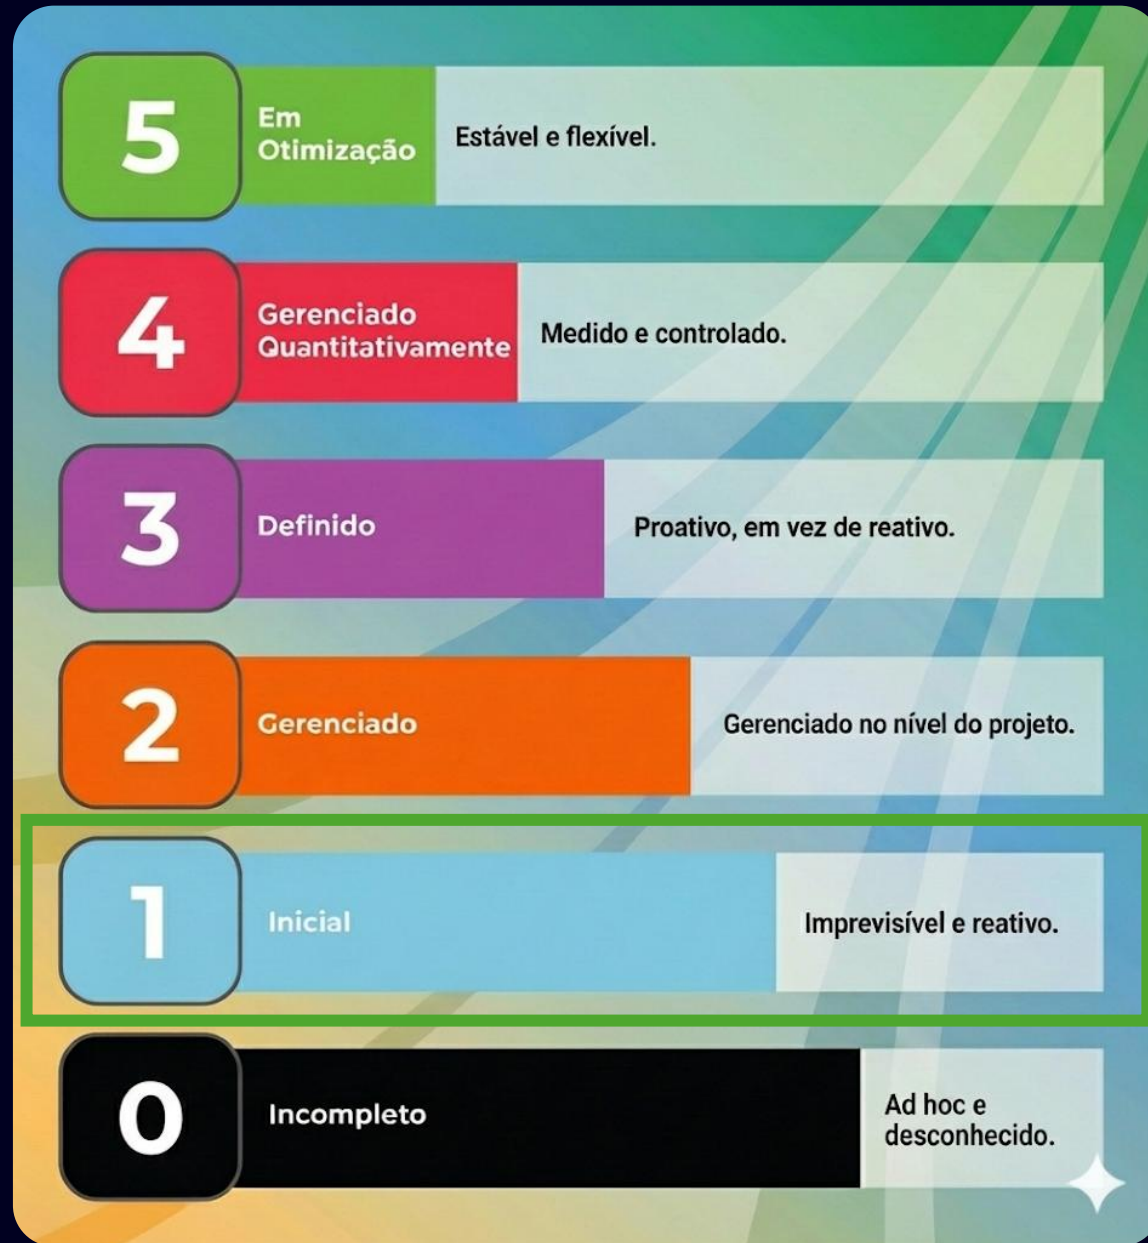 5
Em
Otimização
Estável e flexível.
4
Gerenciado
Quantitativamente
Medido e controlado.
3
Definido
Proativo, em vez de reativo.
2
Gerenciado
Gerenciado no nível do projeto.
1
Inicial
Imprevisível e reativo.
0
Incompleto
Ad hoc e
desconhecido.